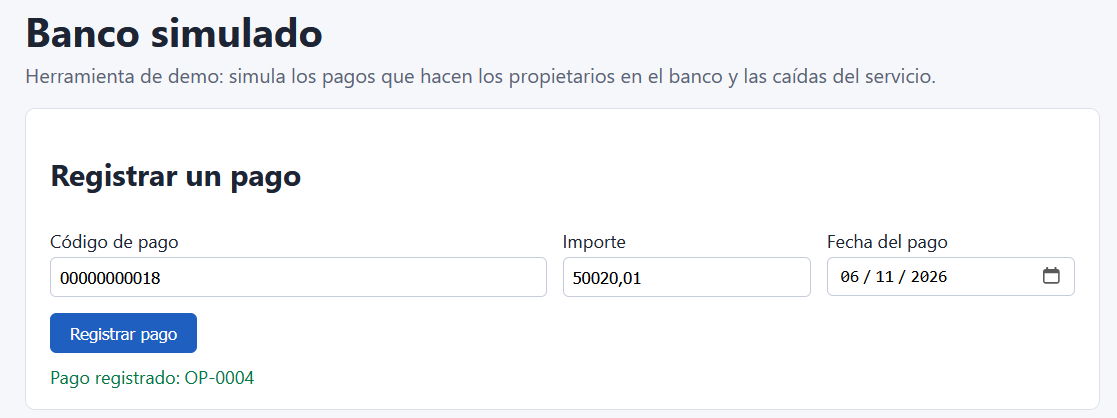 Banco simulado
Herramienta de demo: simula los pagos que hacen los propietarios en el banco y las caídas del servicio.
Registrar un pago
Código de pago
00000000018
Importe
50020,01
Fecha del pago
06 / 11 / 2026
Registrar pago
Pago registrado: OP-0004